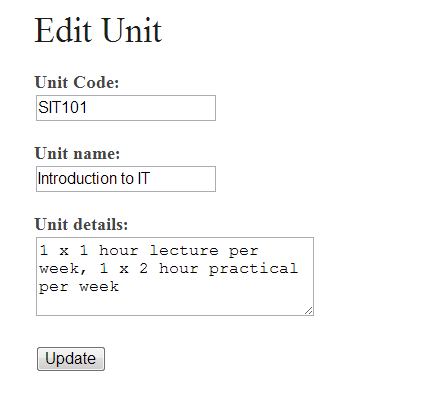 Edit Unit
Unit Code:
SIT101
Unit name:
Introduction to IT
Unit details:
1 x 1 hour lecture per
week, 1 x 2 hour practical
per week
Update